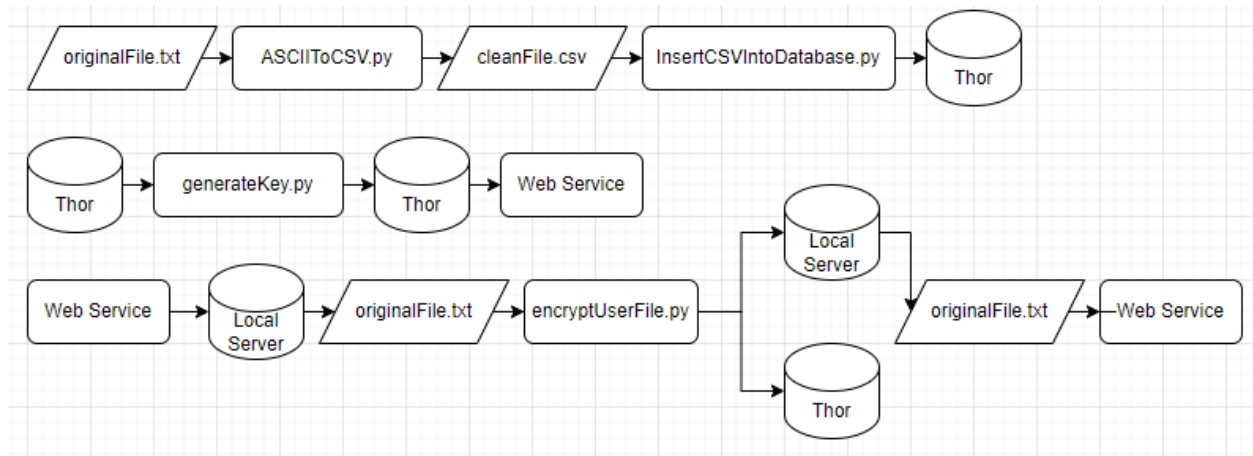 originalFile.txt
ASCIIToCSV.py
cleanFile.csv
InsertCSVIntoDatabase.py
Thor
Thor
generateKey.py
Thor
Web Service
Web Service
Local
Server
originalFile.txt
encryptUserFile.py
Local
Server
Thor
originalFile.txt
Web Service